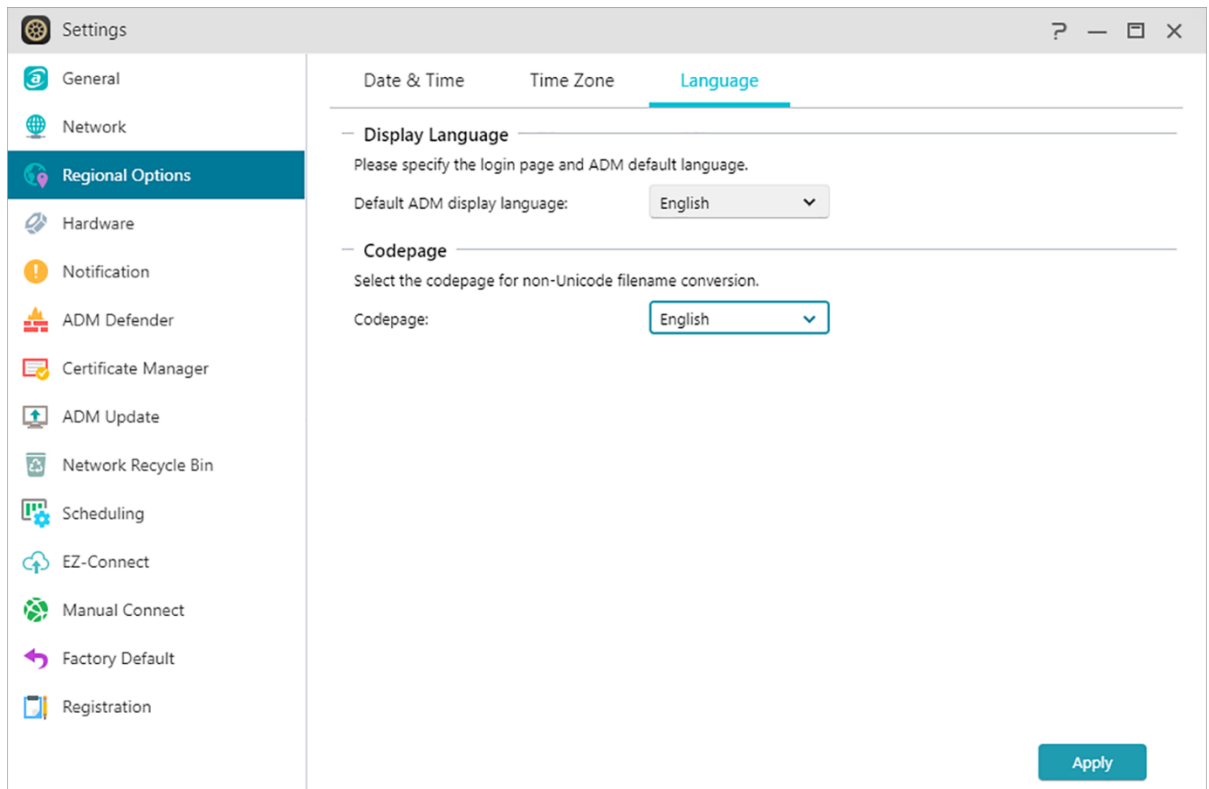 Settings
General
Network
Regional Options
Hardware
Notification
ADM Defender
Certificate Manager
ADM Update
Network Recycle Bin
Scheduling
EZ-Connect
Manual Connect
Factory Default
Registration
Date & Time Time Zone Language
Display Language
Please specify the login page and ADM default language.
Default ADM display language: English
Codepage
Select the codepage for non-Unicode filename conversion.
Codepage: English
Apply